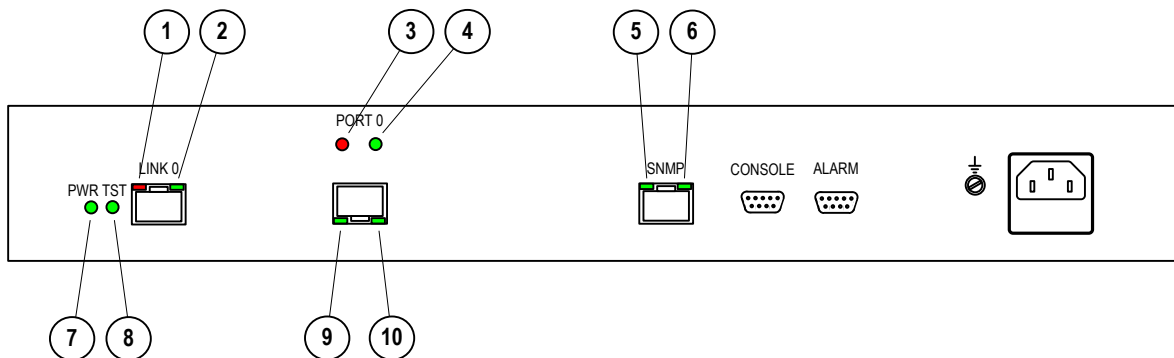 1 2 3 4 5 6
PORT 0
LINK 0 SNMP CONSOLE ALARM
PWR TST
7 8 9 10